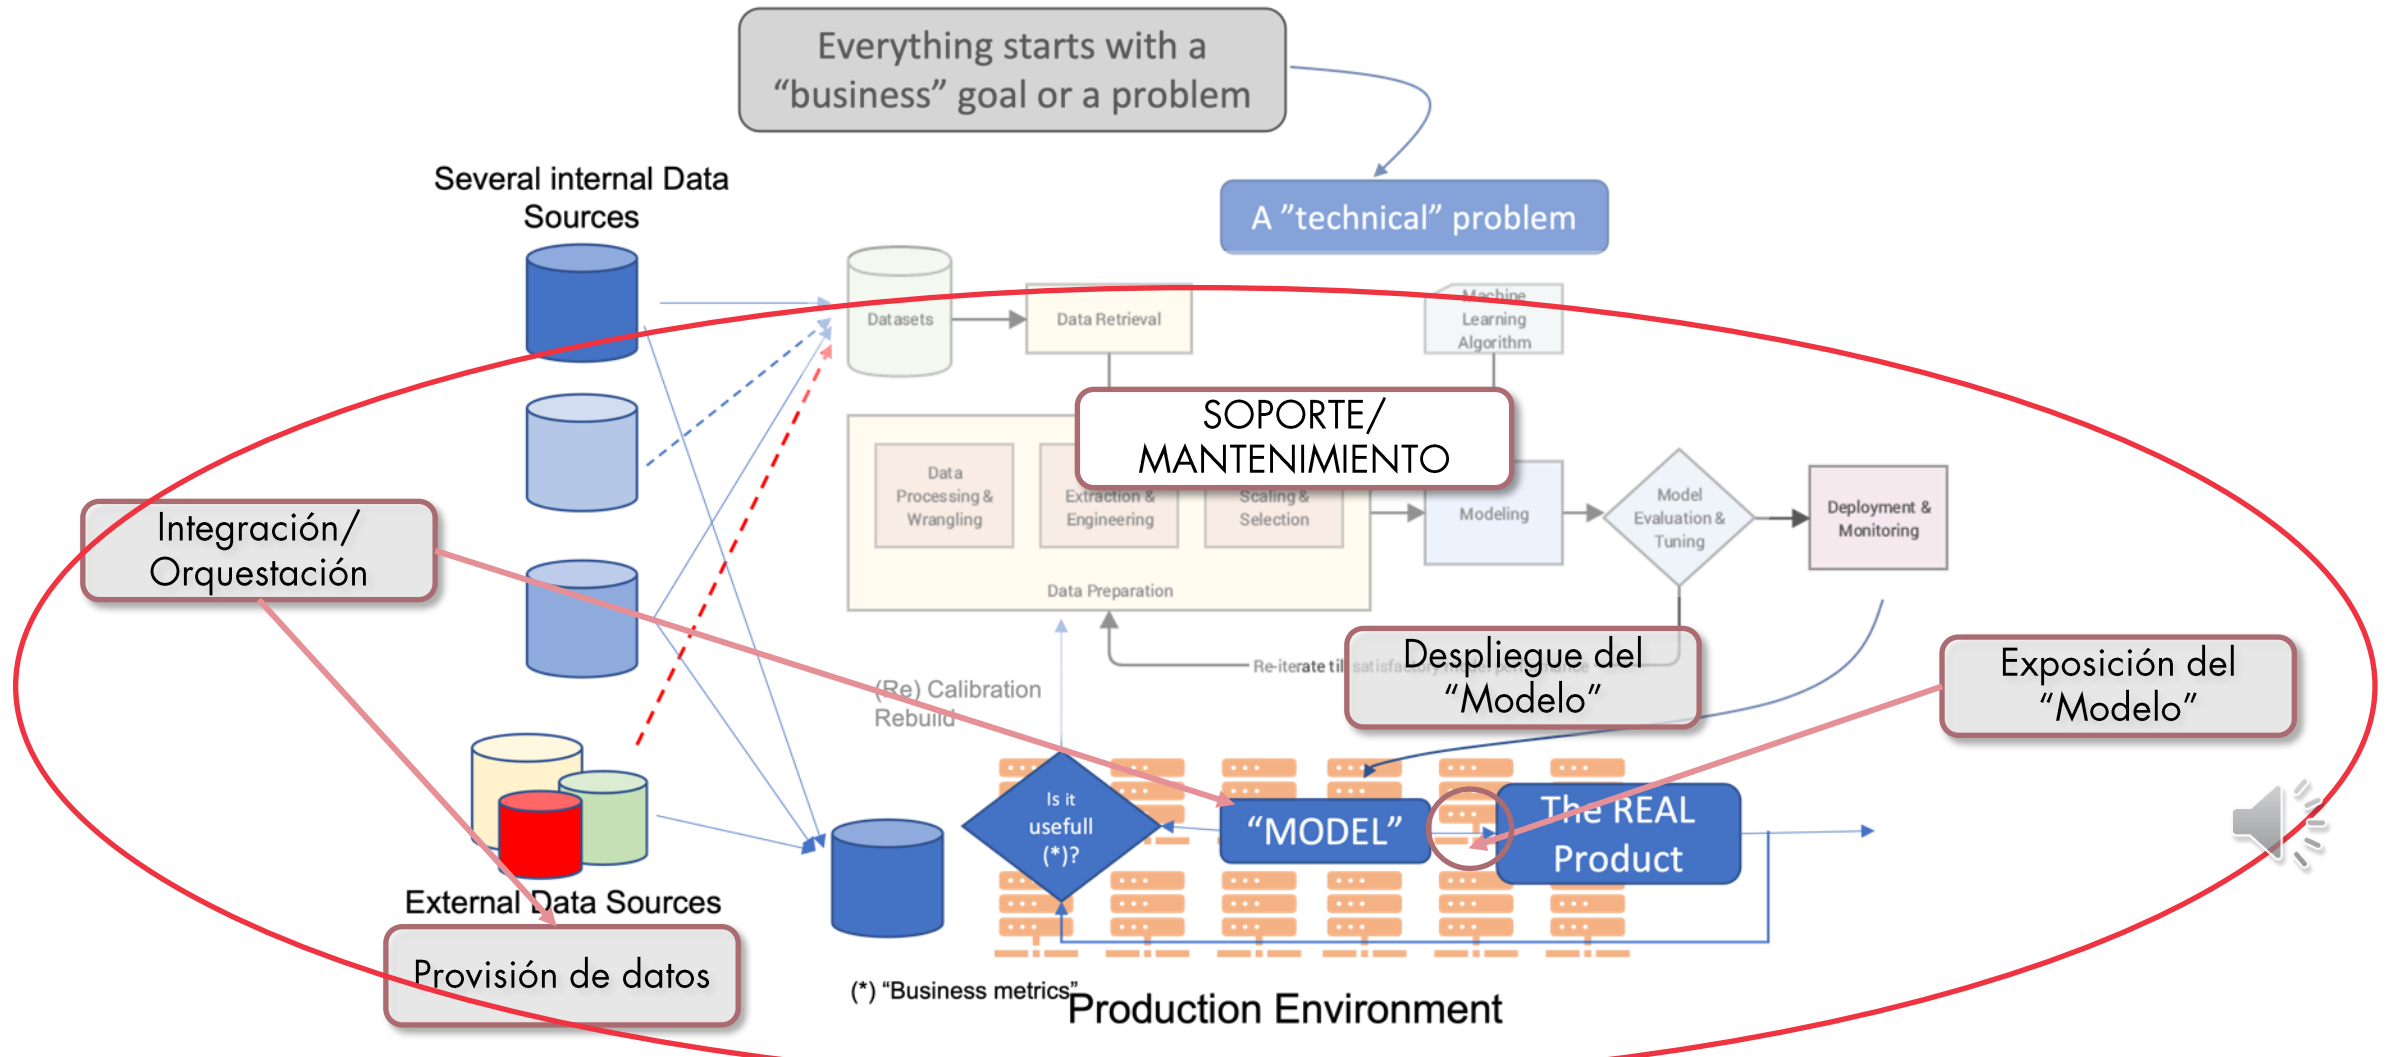 Everything starts with a
“business” goal or a problem
A ”technical” problem
Several internal Data
Sources
Datasets
Data Retrieval
Machine
Learning
Algorithm
SOPORTE/
MANTENIMIENTO
Data
Processing &
Wrangling
Extraction &
Engineering
Scaling &
Selection
Modeling
Model
Evaluation &
Tuning
Deployment &
Monitoring
Data Preparation
Integración/
Orquestación
Re-iterate til satisfactory model performance
Despliegue del
“Modelo”
Exposición del
“Modelo”
(Re) Calibration
Rebuild
Is it
usefull
(*)?
“MODEL”
The REAL
Product
External Data Sources
Provisión de datos
(*) “Business metrics”
Production Environment